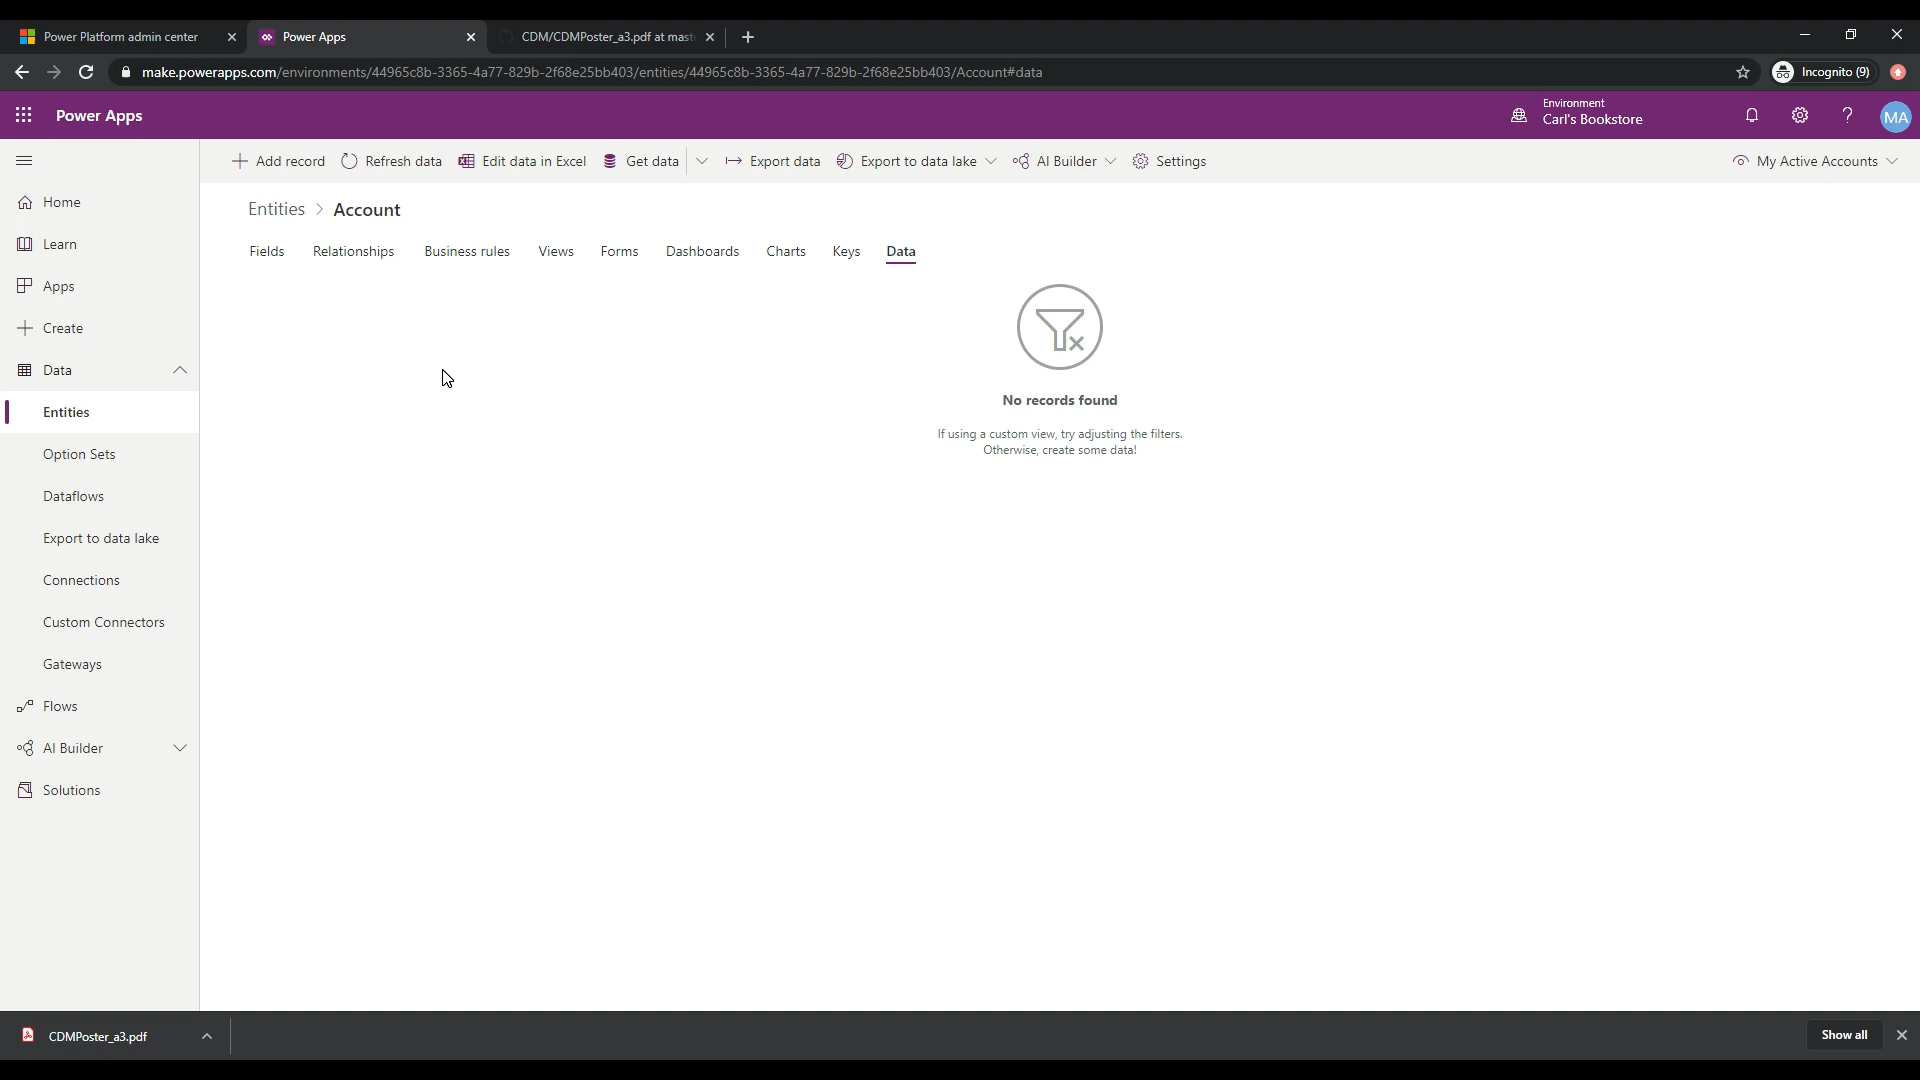 Power Platform admin center
Power Apps
CDM/CDMPoster_a3.pdf at mast
make.powerapps.com/environments/44965c8b-3365-4a77-829b-2f68e25bb403/entities/44965c8b-3365-4a77-829b-2f68e25bb403/Account#data
Incognito (9)
Power Apps
Environment
Carl's Bookstore
MA
Add record
Refresh data
Edit data in Excel
Get data
Export data
Export to data lake
AI Builder
Settings
My Active Accounts
Home
Learn
Apps
Create
Data
Entities
Option Sets
Dataflows
Export to data lake
Connections
Custom Connectors
Gateways
Flows
AI Builder
Solutions
Entities > Account
Fields
Relationships
Business rules
Views
Forms
Dashboards
Charts
Keys
Data
No records found
If using a custom view, try adjusting the filters.
Otherwise, create some data!
CDMPoster_a3.pdf
Show all